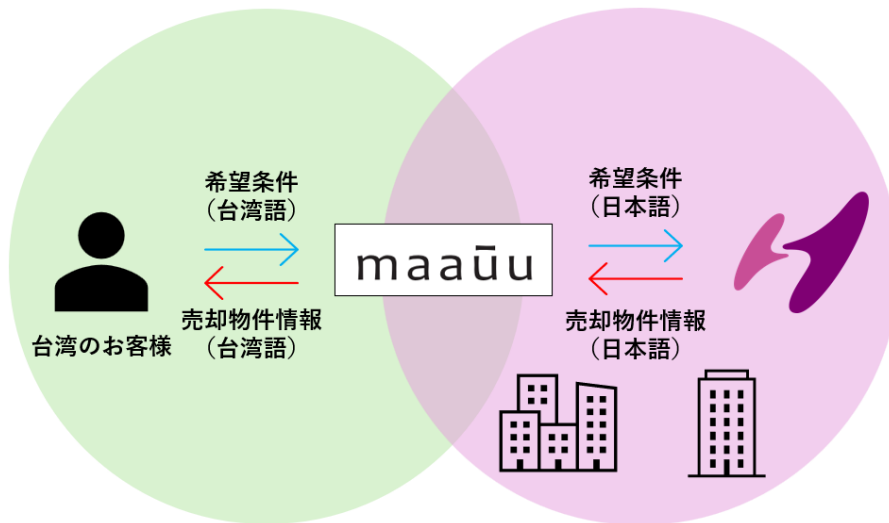 希望条件
（台湾語）
売却物件情報
（台湾語）
台湾のお客様
maaūu
希望条件
（日本語）
売却物件情報
（日本語）